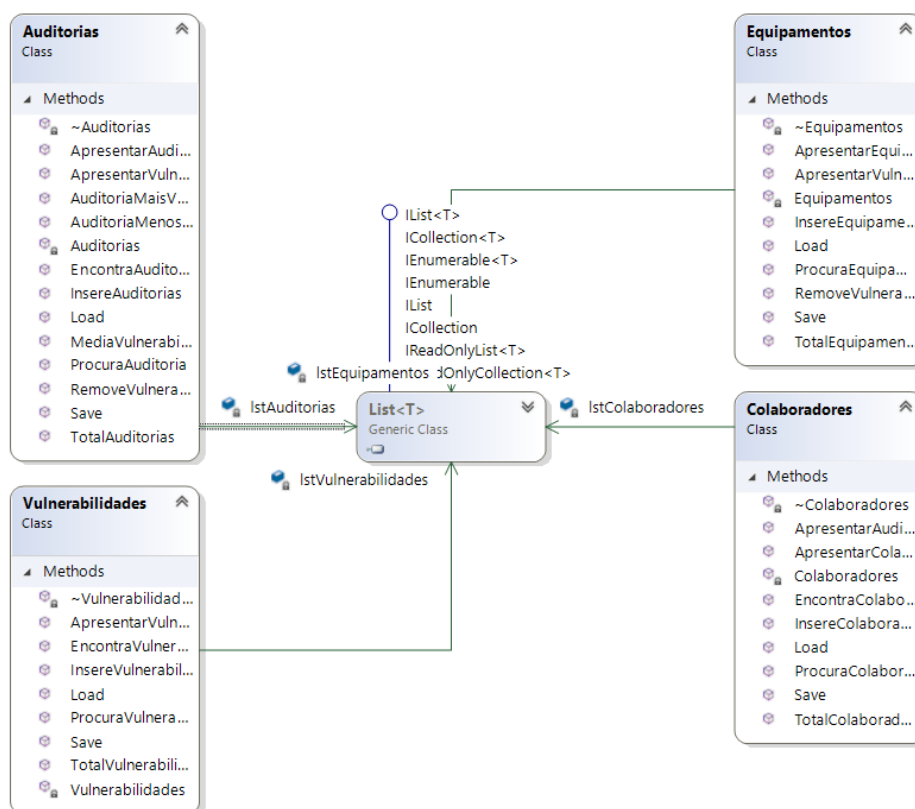 Auditorias
Class
Methods
~Auditorias
ApresentarAudi...
ApresentarVuln...
AuditoriaMaisV...
AuditoriaMenos...
Auditorias
EncontraAudito...
InsereAuditorias
Load
MediaVulnerabi...
ProcuraAuditoria
RemoveVulnera...
Save
TotalAuditorias
Vulnerabilidades
Class
Methods
~Vulnerabilidad...
ApresentarVuln...
EncontraVulner...
InsereVulnerabil...
Load
ProcuraVulnera...
Save
TotalVulnerabili...
Vulnerabilidades
IList<T>
ICollection<T>
IEnumerable<T>
IEnumerable
IList
ICollection
IReadOnlyList<T>
lstEquipamentos dOnlyCollection<T>
lstAuditorias
List<T>
Generic Class
lstColaboradores
lstVulnerabilidades
Equipamentos
Class
Methods
~Equipamentos
ApresentarEqui...
ApresentarVuln...
Equipamentos
InsereEquipame...
Load
ProcuraEquipa...
RemoveVulnera...
Save
TotalEquipamen...
Colaboradores
Class
Methods
~Colaboradores
ApresentarAudi...
ApresentarCola...
Colaboradores
EncontraColabo...
InsereColabora...
Load
ProcuraColabor...
Save
TotalColaborad...